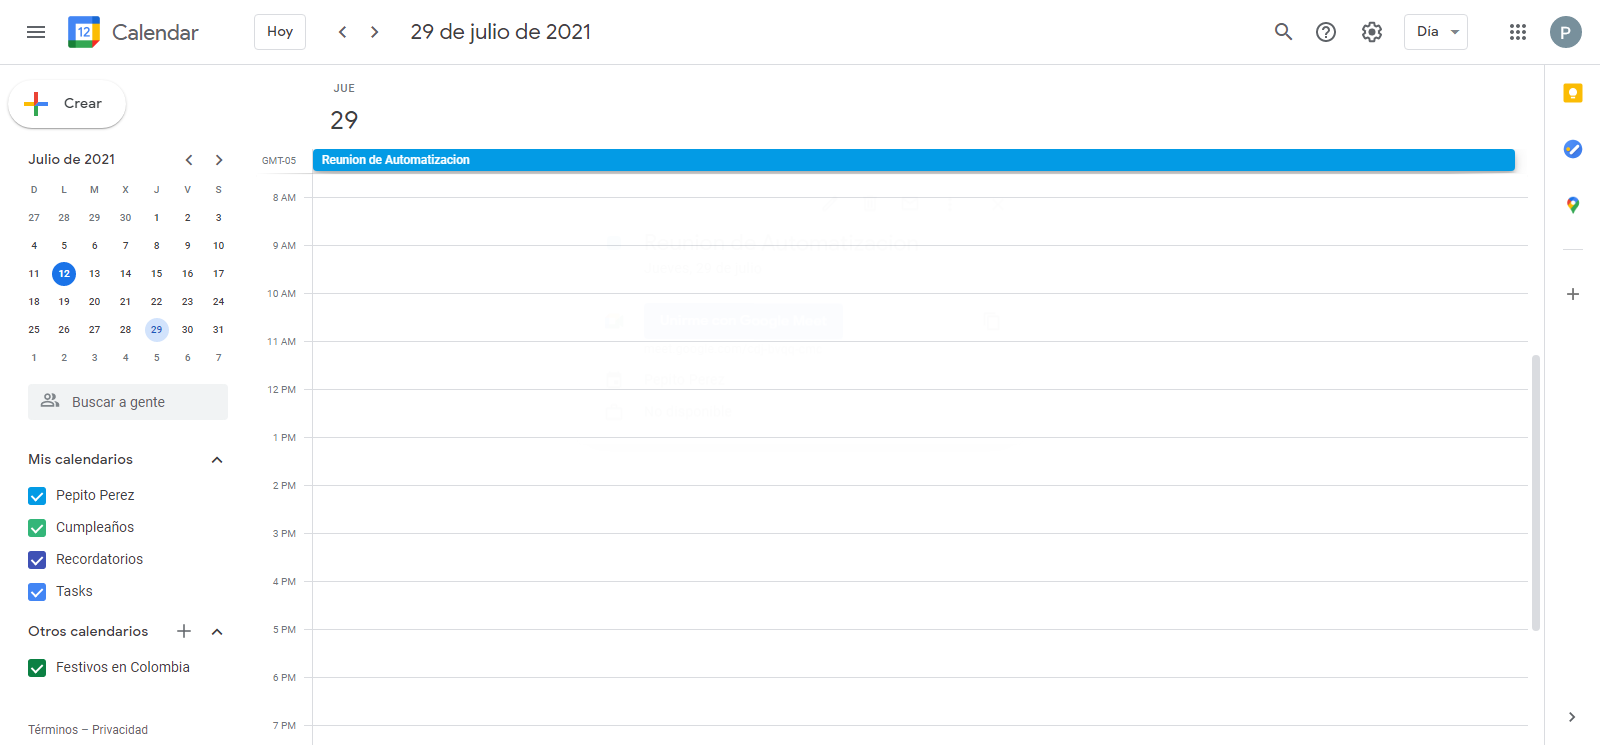 12 Calendar Hoy 29 de julio de 2021 Día P
Crear
Julio de 2021
D L M X J V S
27 28 29 30 1 2 3
4 5 6 7 8 9 10
11 12 13 14 15 16 17
18 19 20 21 22 23 24
25 26 27 28 29 30 31
1 2 3 4 5 6 7
Buscar a gente
Mis calendarios
Pepito Perez
Cumpleaños
Recordatorios
Tasks
Otros calendarios
Festivos en Colombia
Términos – Privacidad
JUE
29
GMT-05 Reunion de Automatizacion
8 AM
9 AM
10 AM
11 AM
12 PM
1 PM
2 PM
3 PM
4 PM
5 PM
6 PM
7 PM